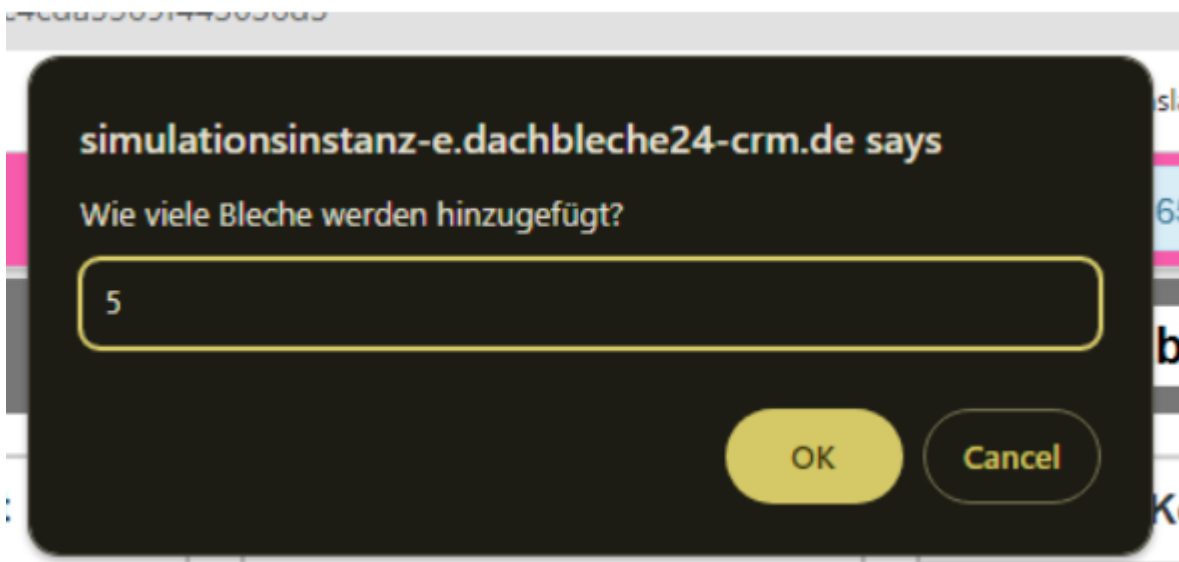 simulationsinstanz-e.dachbleche24-crm.de says
Wie viele Bleche werden hinzugefügt?
5
OK
Cancel